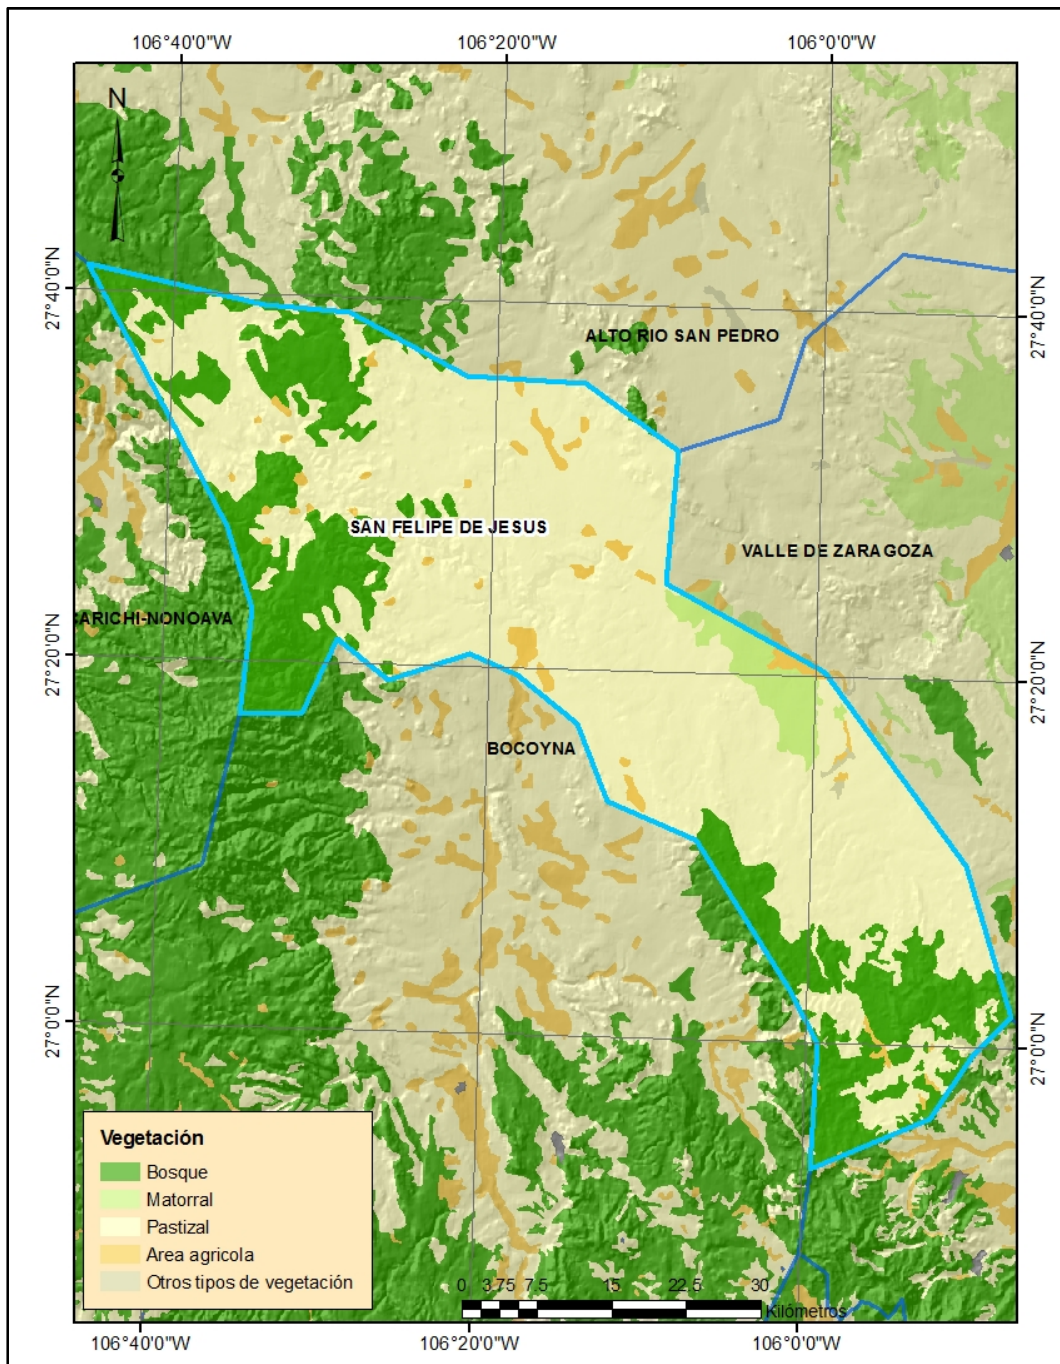 106°40'0"W
106°20'0"W
106°0'0"W
N
27°40'0"N
27°40'0"N
ALTO RIO SAN PEDRO
SAN FELIPE DE JESUS
VALLE DE ZARAGOZA
ARICHI-NONOAVA
27°20'0"N
27°20'0"N
BOCOYNA
27°0'0"N
27°0'0"N
Vegetación
Bosque
Matorral
Pastizal
Area agricola
Otros tipos de vegetación
0 3.75 7.5 15 22.5 30
Kilómetros
106°40'0"W
106°20'0"W
106°0'0"W